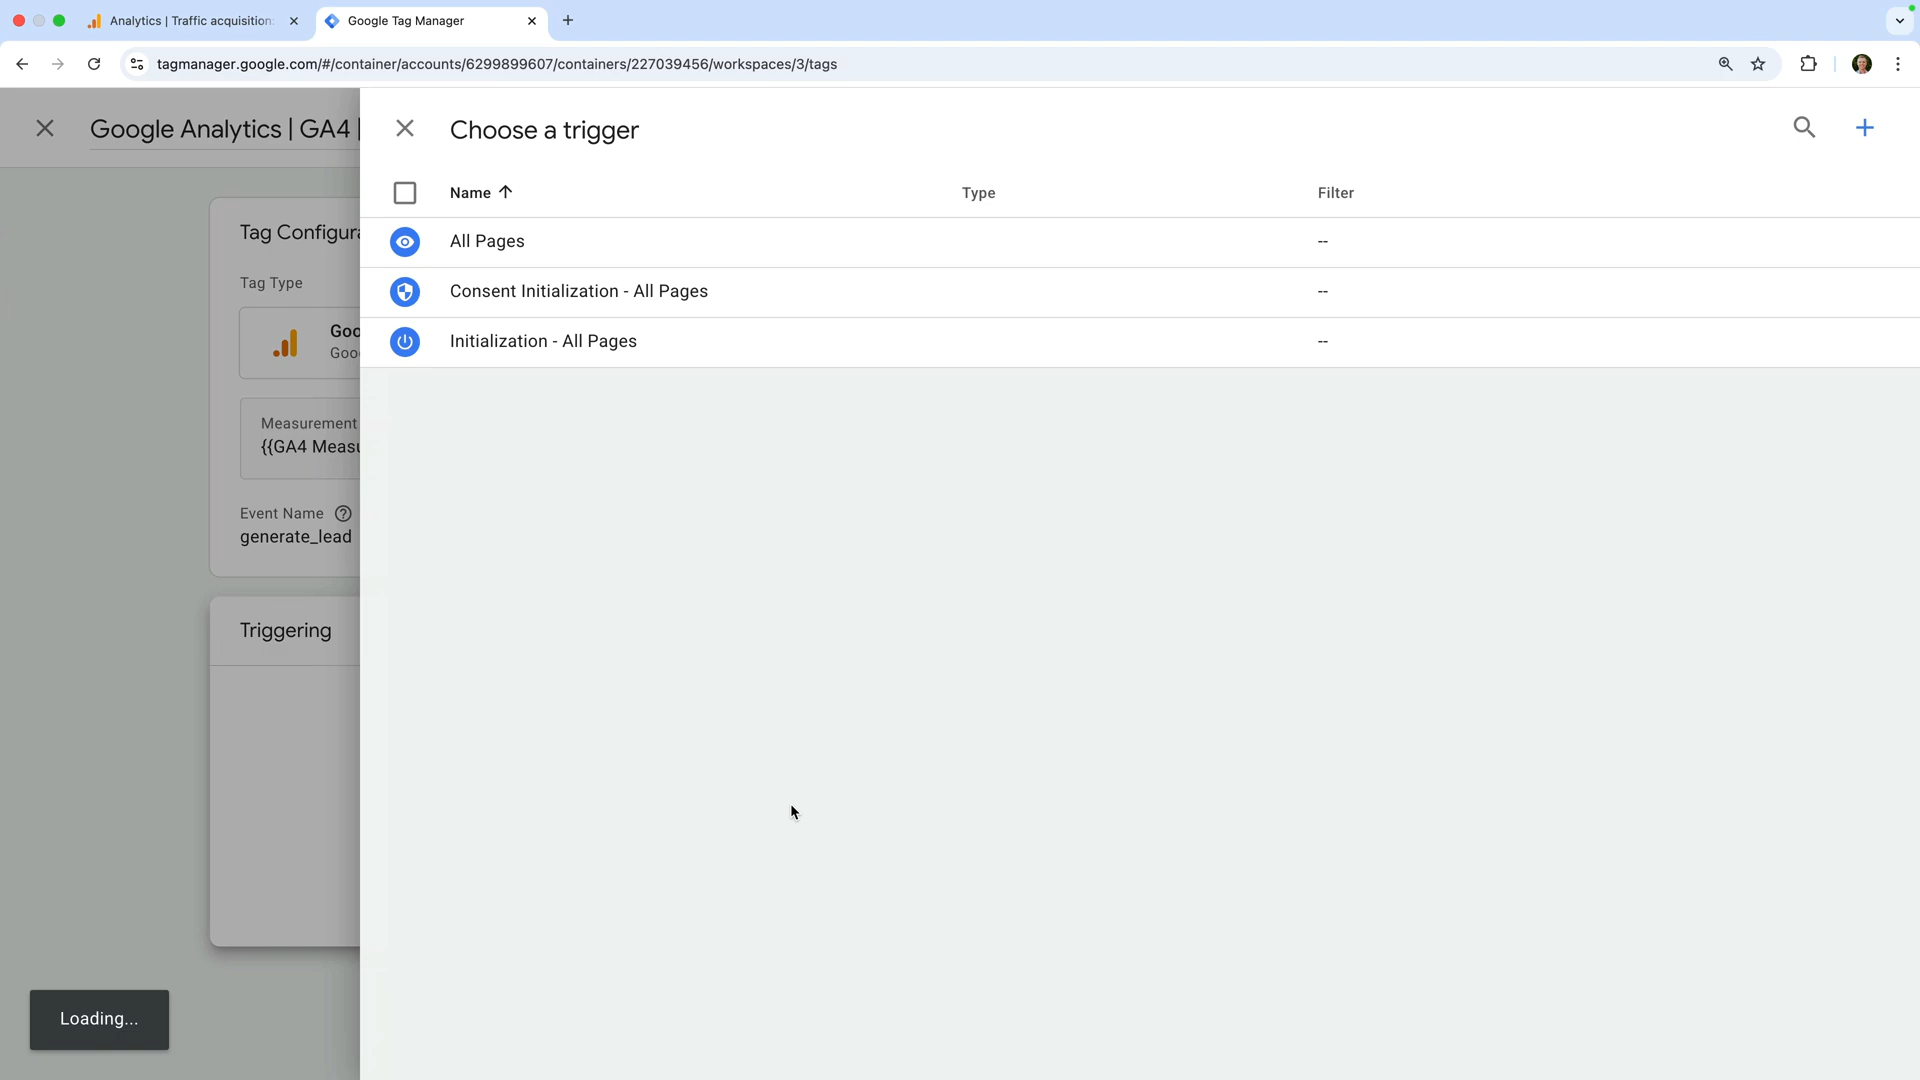 Analytics | Traffic acquisition:
Google Tag Manager
tagmanager.google.com/#/container/accounts/6299899607/containers/227039456/workspaces/3/tags
Google Analytics | GA4 |
Choose a trigger
Name Type Filter
All Pages --
Consent Initialization - All Pages --
Initialization - All Pages --
Tag Configura
Tag Type
Goo
Goo
Measurement
{{GA4 Measu
Event Name
generate_lead
Triggering
Loading...